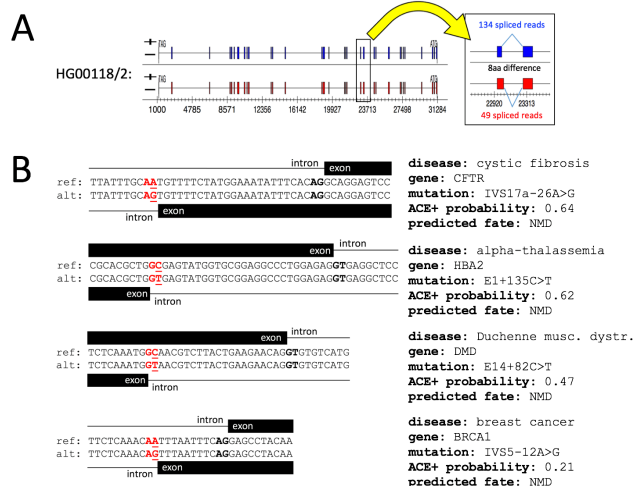 A
HG00118/2:
+
−
TAG
ATG
+
−
TAG
ATG
1000 4785 8571 12356 16142 19927 23713 27498 31284
134 spliced reads
8aa difference
22920 23313
49 spliced reads
B
intron exon
ref: TTATTTGCAATGTTTTCTATGGAAATATTTCACAGGCAGGAGTCC
alt: TTATTTGCAGTGTTTTCTATGGAAATATTTCACAGGCAGGAGTCC
intron exon
disease: cystic fibrosis
gene: CFTR
mutation: IVS17a-26A>G
ACE+ probability: 0.64
predicted fate: NMD
exon intron
ref: CGCACGCTGGCGAGTATGGTGCGGAGGCCCTGGAGAGGTGAGGCTCC
alt: CGCACGCTGGTGAGTATGGTGCGGAGGCCCTGGAGAGGTGAGGCTCC
exon intron
disease: alpha-thalassemia
gene: HBA2
mutation: E1+135C>T
ACE+ probability: 0.62
predicted fate: NMD
exon intron
ref: TCTCAAATGGCAACGTCTTACTGAAGAACAGGTGTGTCATG
alt: TCTCAAATGGTAACGTCTTACTGAAGAACAGGTGTGTCATG
exon intron
disease: Duchenne musc. dystr.
gene: DMD
mutation: E14+82C>T
ACE+ probability: 0.47
predicted fate: NMD
intron exon
ref: TTCTCAAACAATTTAATTTCAGGAGCCTACAA
alt: TTCTCAAACAGTTTAATTTCAGGAGCCTACAA
intron exon
disease: breast cancer
gene: BRCA1
mutation: IVS5-12A>G
ACE+ probability: 0.21
predicted fate: NMD